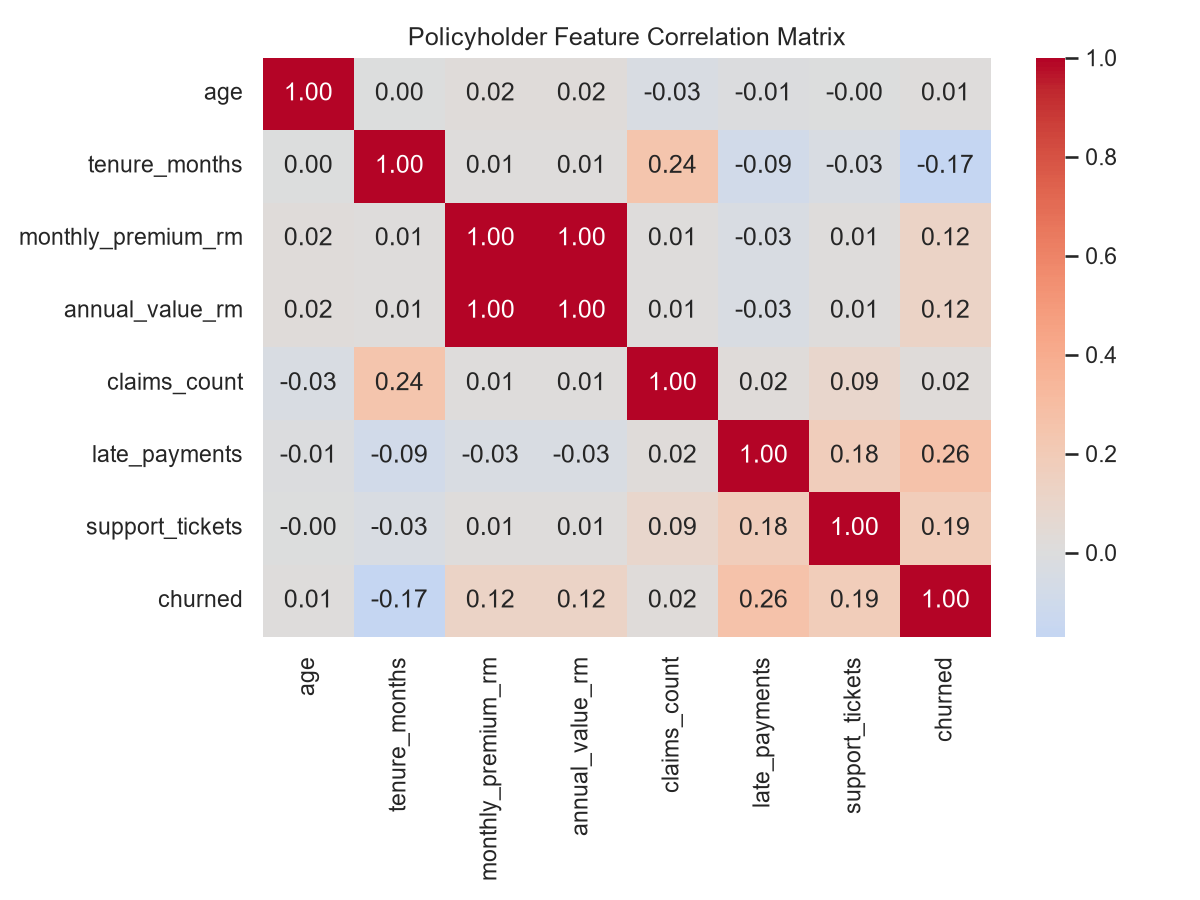 Policyholder Feature Correlation Matrix
age 1.00 0.00 0.02 0.02 -0.03 -0.01 -0.00 0.01
tenure_months 0.00 1.00 0.01 0.01 0.24 -0.09 -0.03 -0.17
monthly_premium_rm 0.02 0.01 1.00 1.00 0.01 -0.03 0.01 0.12
annual_value_rm 0.02 0.01 1.00 1.00 0.01 -0.03 0.01 0.12
claims_count -0.03 0.24 0.01 0.01 1.00 0.02 0.09 0.02
late_payments -0.01 -0.09 -0.03 -0.03 0.02 1.00 0.18 0.26
support_tickets -0.00 -0.03 0.01 0.01 0.09 0.18 1.00 0.19
churned 0.01 -0.17 0.12 0.12 0.02 0.26 0.19 1.00
age
tenure_months
monthly_premium_rm
annual_value_rm
claims_count
late_payments
support_tickets
churned
1.0
0.8
0.6
0.4
0.2
0.0